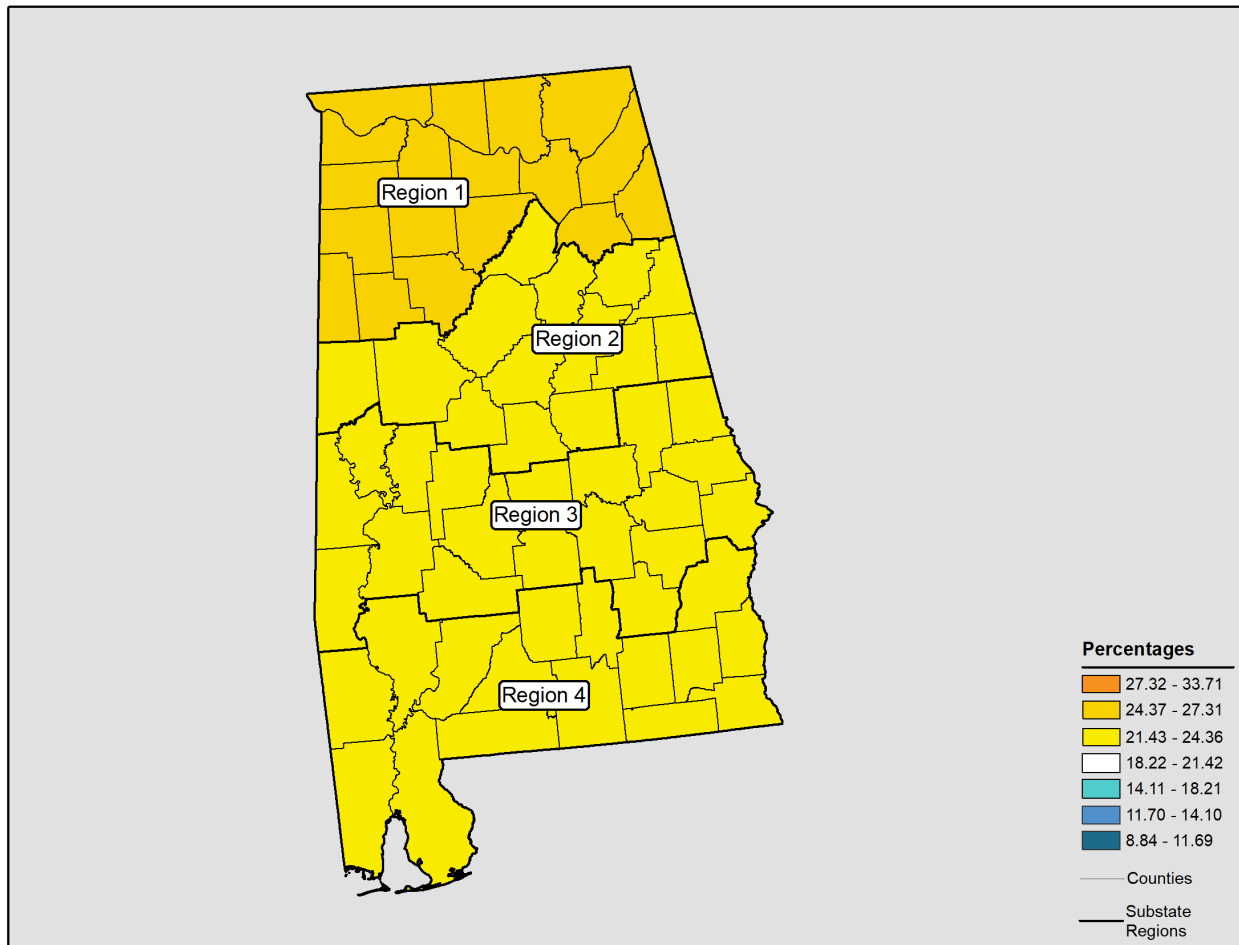 Region 1
Region 2
Region 3
Region 4
Percentages
27.32 - 33.71
24.37 - 27.31
21.43 - 24.36
18.22 - 21.42
14.11 - 18.21
11.70 - 14.10
8.84 - 11.69
Counties
Substate
Regions